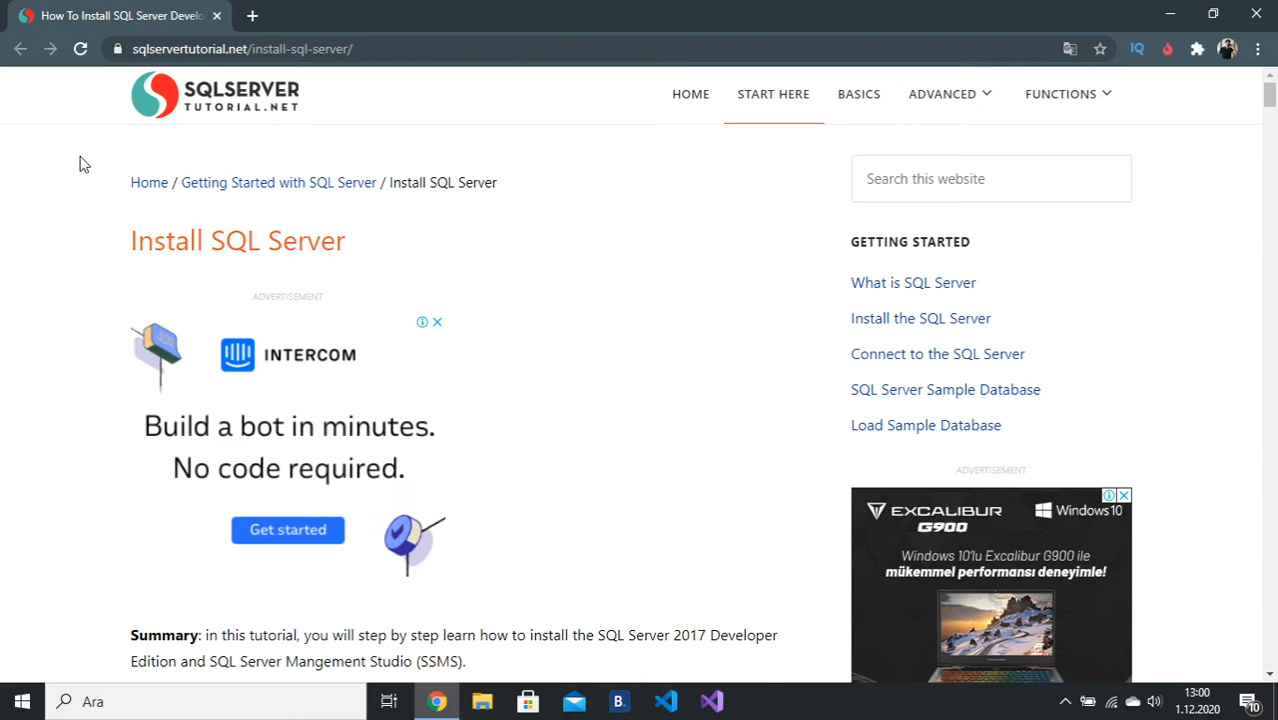 How To Install SQL Server Develo
sqlservertutorial.net/install-sql-server/
SQLSERVER
TUTORIAL.NET
HOME
START HERE
BASICS
ADVANCED
FUNCTIONS
Home / Getting Started with SQL Server / Install SQL Server
Search this website
Install SQL Server
ADVERTISEMENT
INTERCOM
Build a bot in minutes.
No code required.
Get started
Summary: in this tutorial, you will step by step learn how to install the SQL Server 2017 Developer
Edition and SQL Server Mangement Studio (SSMS).
GETTING STARTED
What is SQL Server
Install the SQL Server
Connect to the SQL Server
SQL Server Sample Database
Load Sample Database
ADVERTISEMENT
EXCALIBUR
G900
Windows10
Windows 10'lu Excalibur G900 ile
mükemmel performansı deneyimle!
Ara
B.
13:00
1.12.2020
10